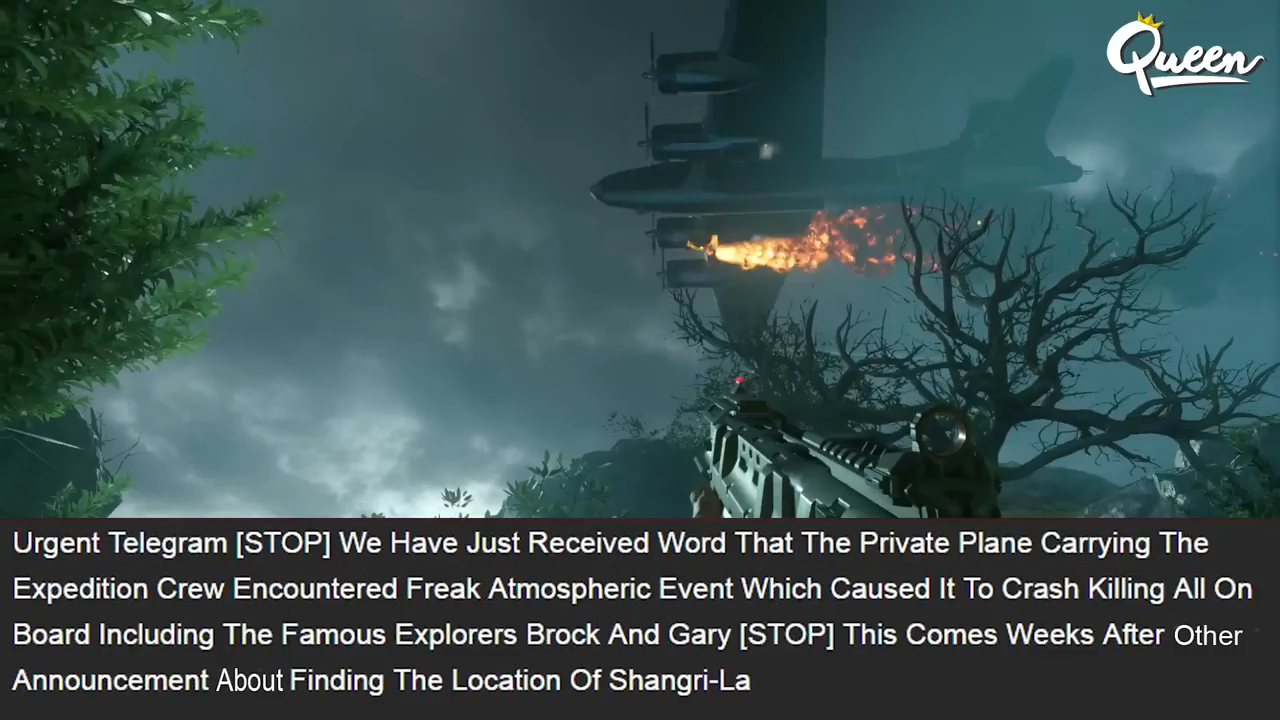 Queen
Urgent Telegram [STOP] We Have Just Received Word That The Private Plane Carrying The
Expedition Crew Encountered Freak Atmospheric Event Which Caused It To Crash Killing All On
Board Including The Famous Explorers Brock And Gary [STOP] This Comes Weeks After Other
Announcement About Finding The Location Of Shangri-La